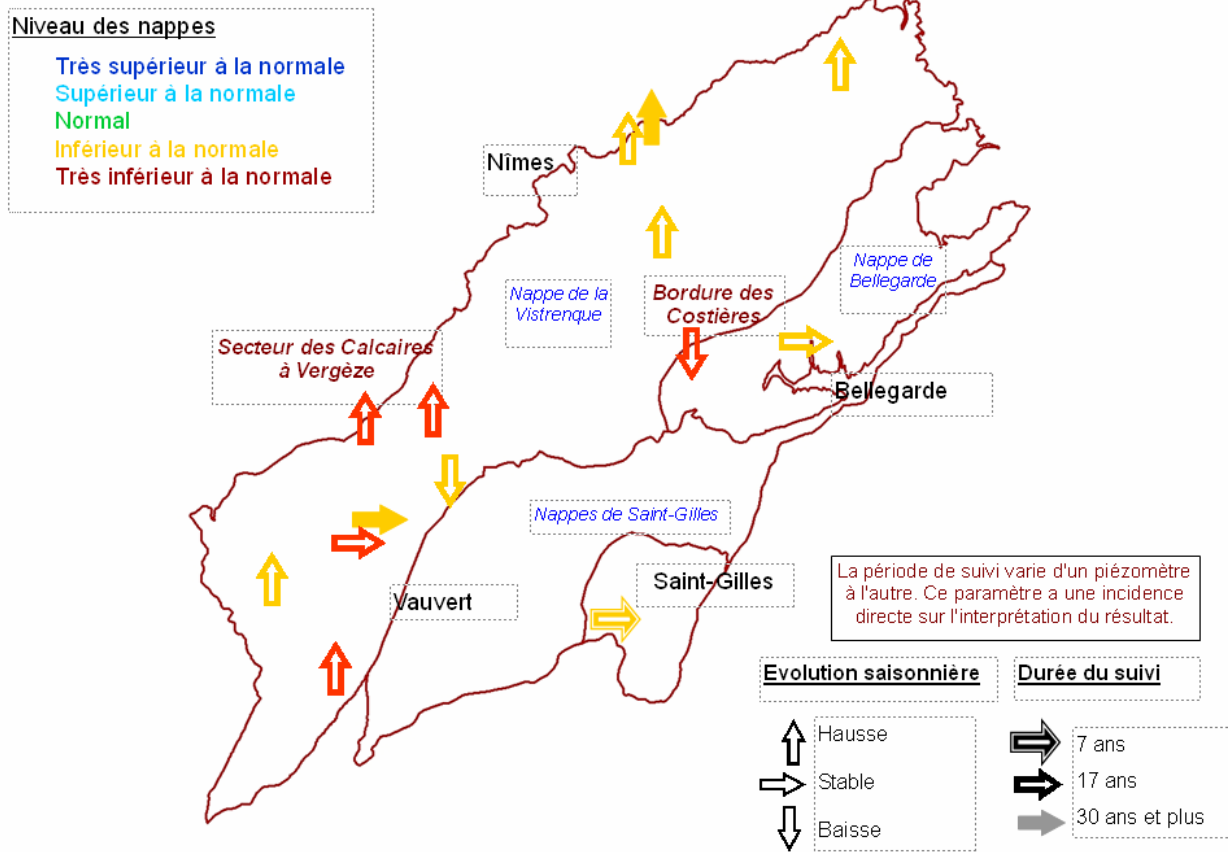 Niveau des nappes
Très supérieur à la normale
Supérieur à la normale
Normal
Inférieur à la normale
Très inférieur à la normale
Nîmes
Nappe de
Bellegarde
Nappe de la
Vistrenque
Bordure des
Costières
Secteur des Calcaires
à Vergèze
Bellegarde
Nappes de Saint-Gilles
Saint-Gilles
Vauvert
La période de suivi varie d'un piézomètre
à l'autre. Ce paramètre a une incidence
directe sur l'interprétation du résultat.
Evolution saisonnière
Hausse
Stable
Baisse
Durée du suivi
7 ans
17 ans
30 ans et plus